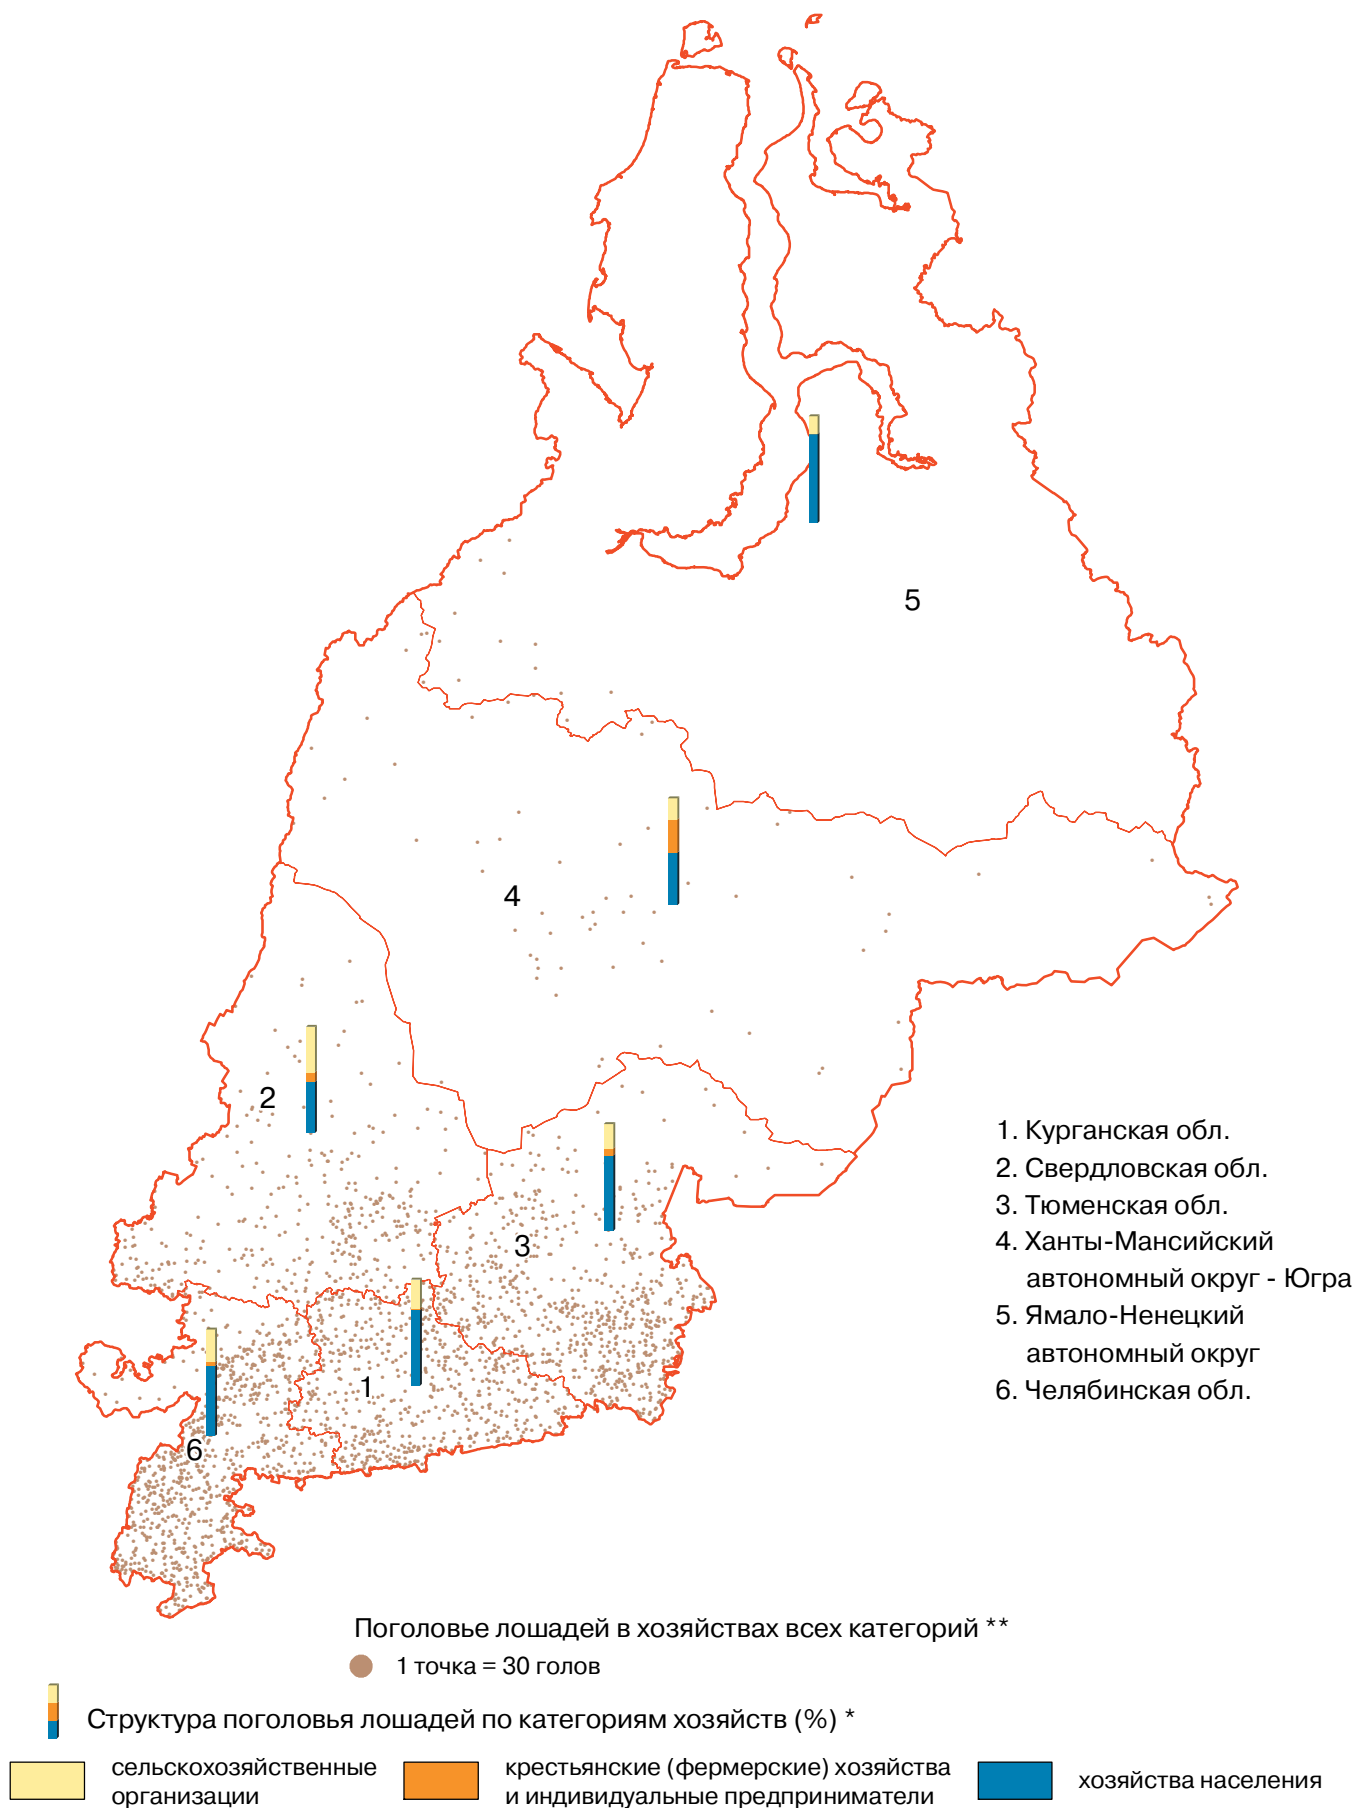 5
4
2
3
1
6
1. Курганская обл.
2. Свердловская обл.
3. Тюменская обл.
4. Ханты-Мансийский
автономный округ - Югра
5. Ямало-Ненецкий
автономный округ
6. Челябинская обл.
Поголовье лошадей в хозяйствах всех категорий **
1 точка = 30 голов
Структура поголовья лошадей по категориям хозяйств (%) *
сельскохозяйственные
организации
крестьянские (фермерские) хозяйства
и индивидуальные предприниматели
хозяйства населения